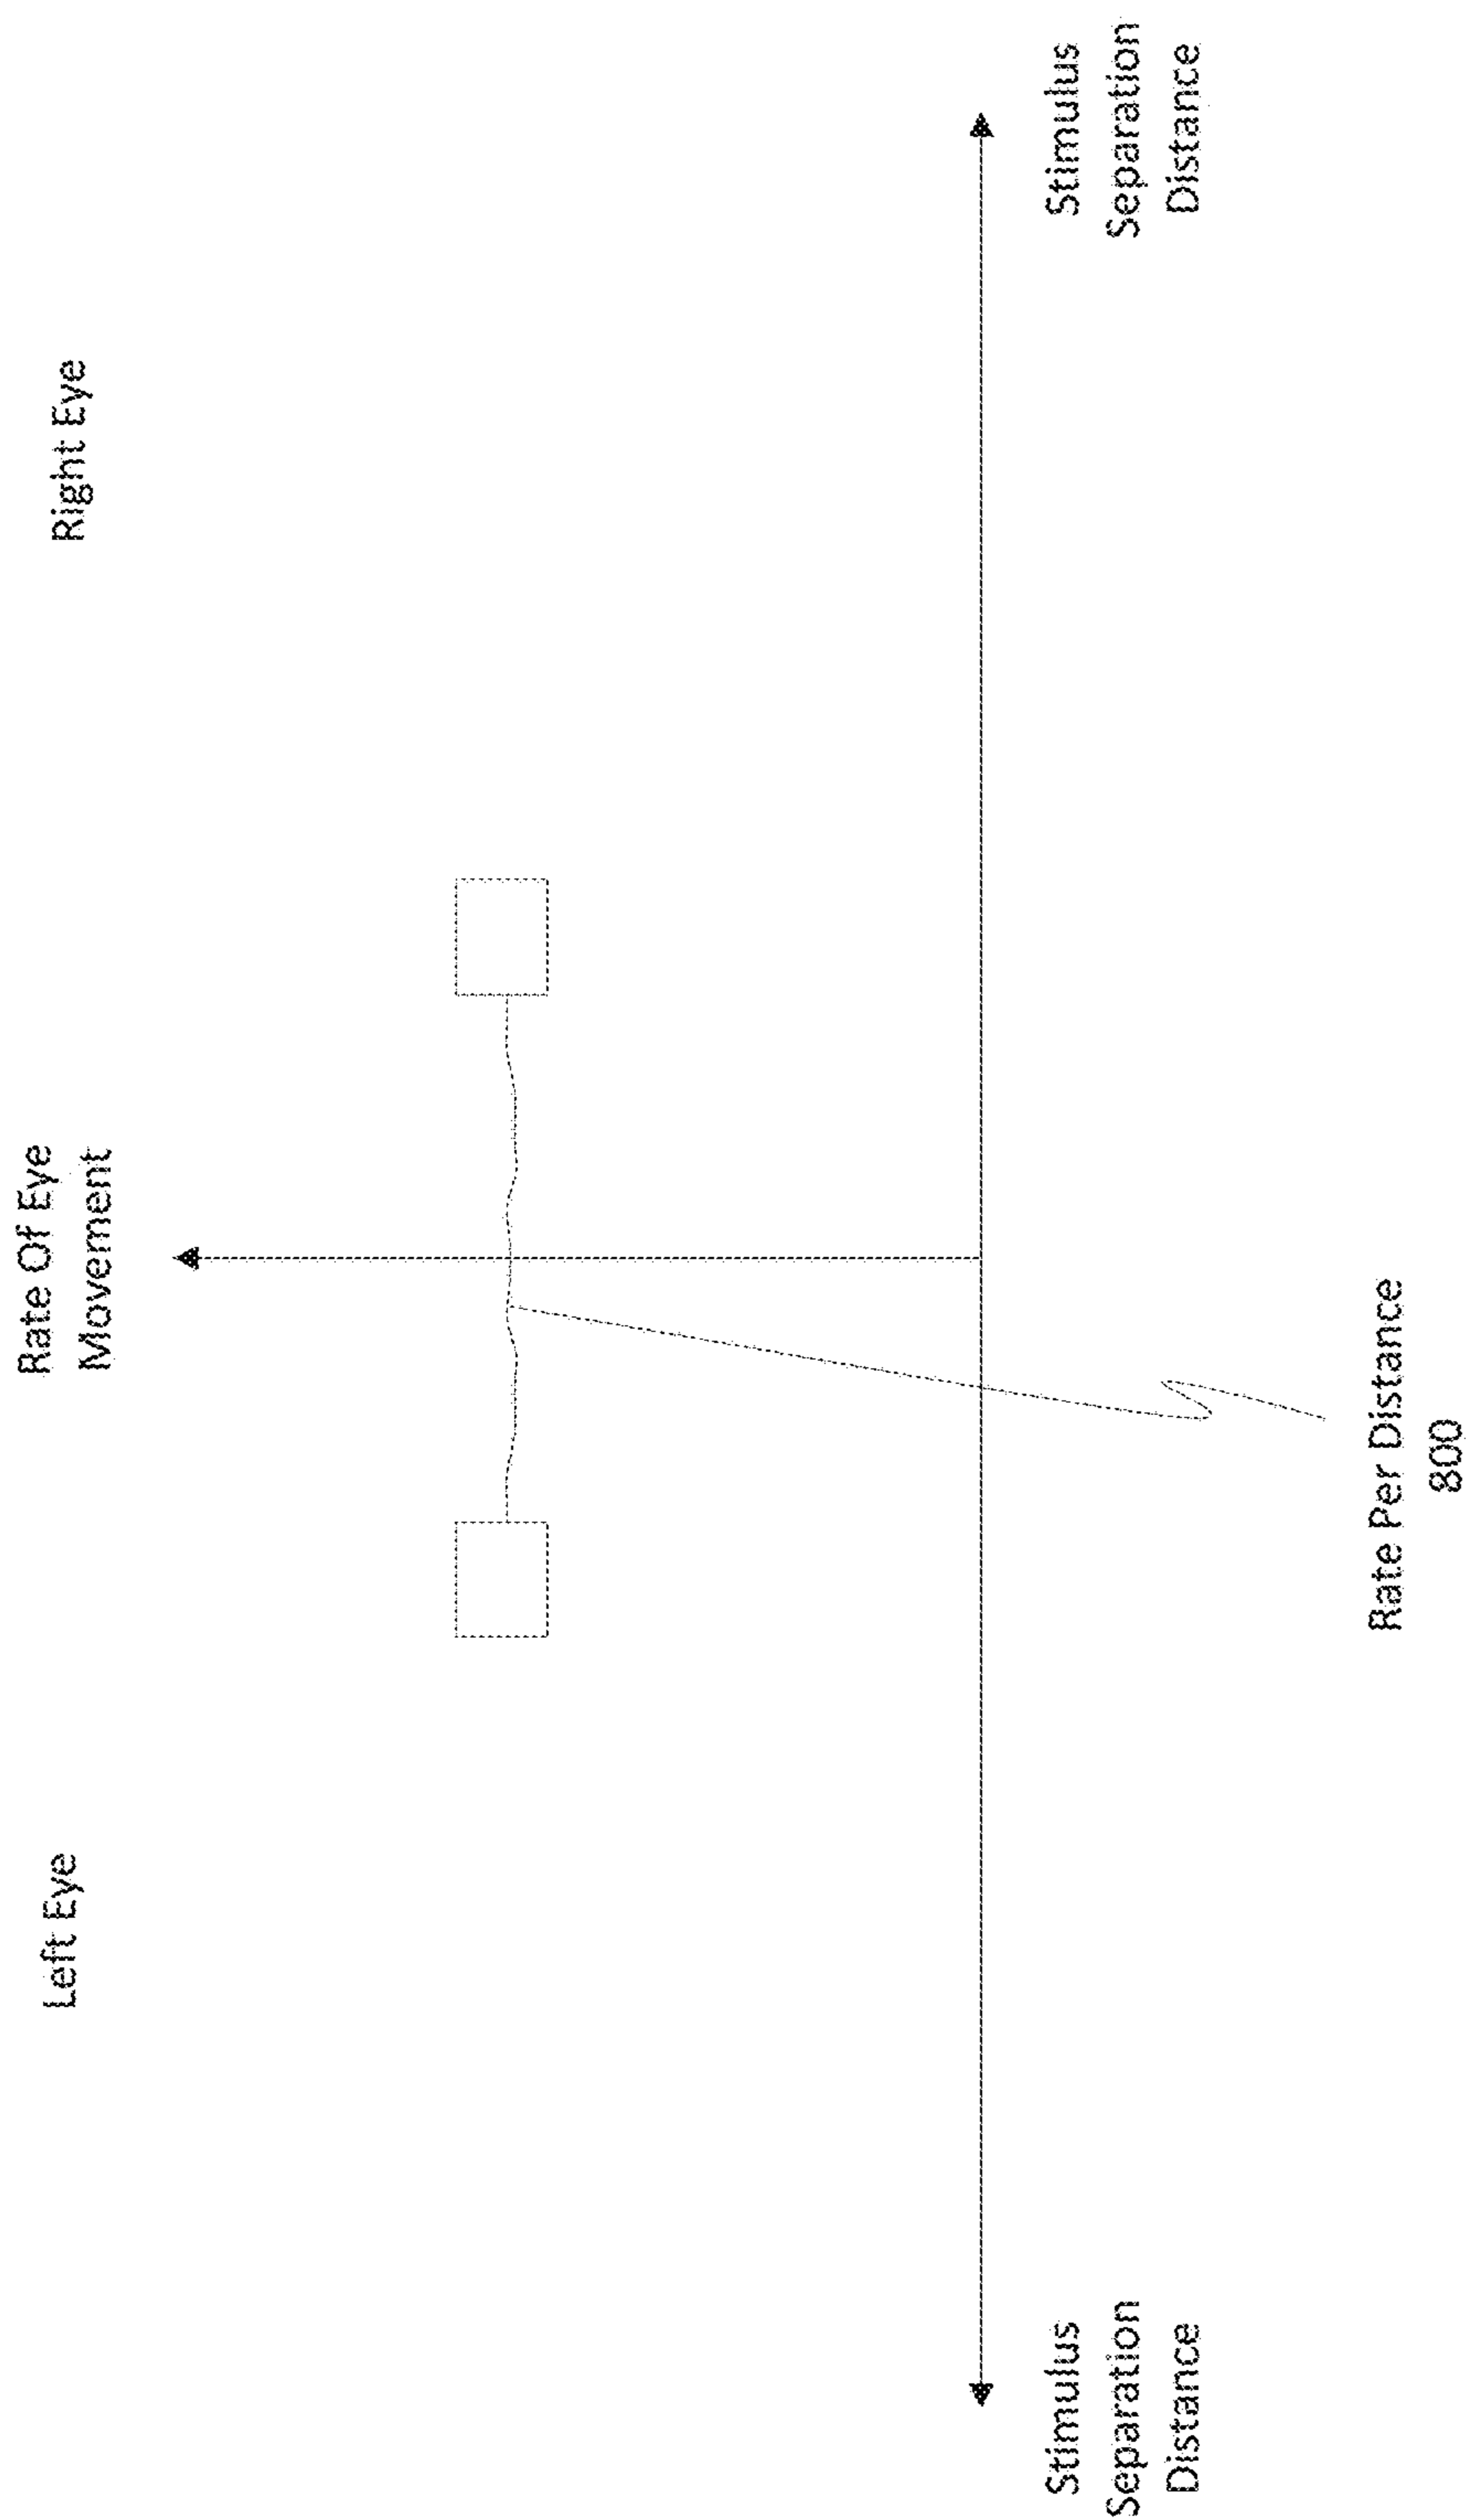 Left Eye
Rate Of Eye
Movement
Right Eye
Stimulus
Separation
Distance
Stimulus
Separation
Distance
Rate Per Distance
800